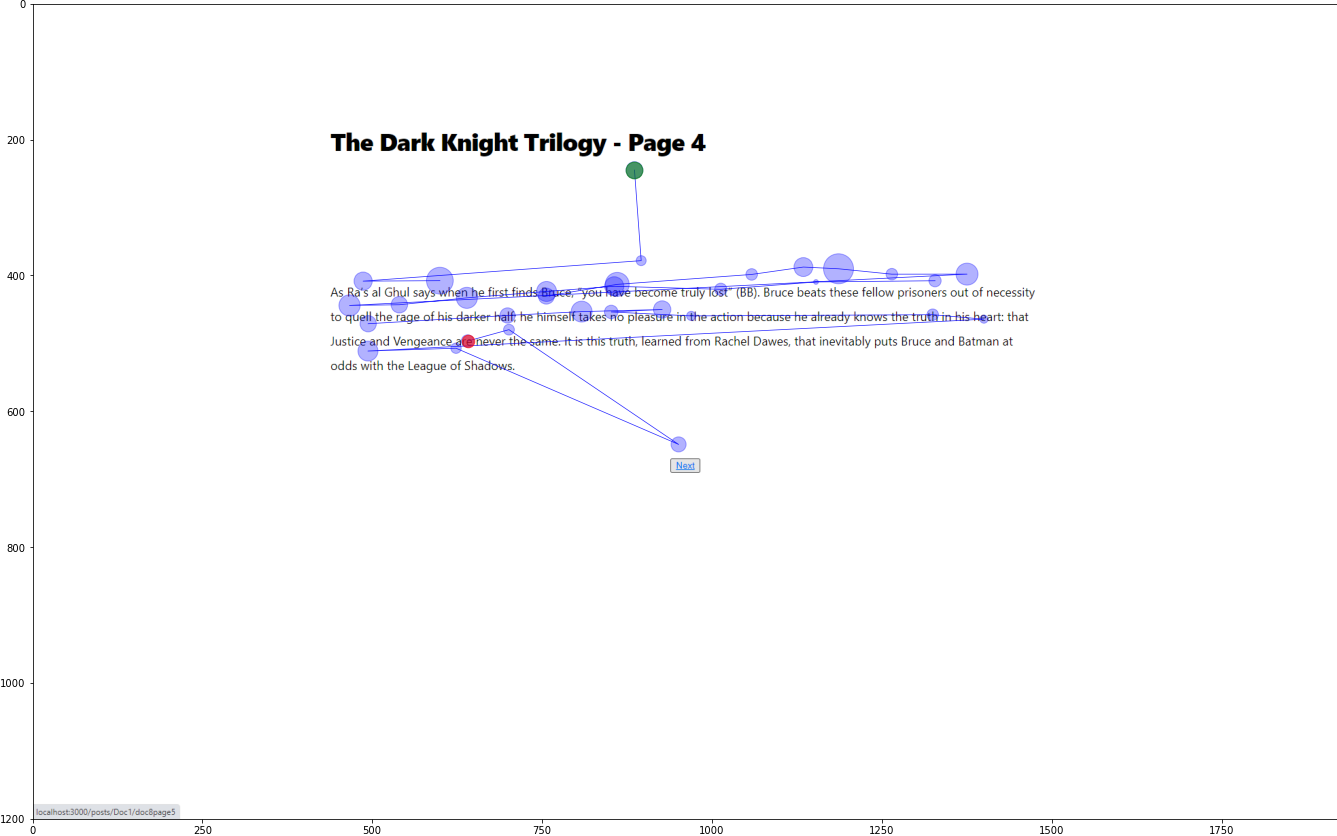 0
200
The Dark Knight Trilogy - Page 4
400
As Ra's al Ghul says when he first finds Bruce, "you have become truly lost" (BB). Bruce beats these fellow prisoners out of necessity
to quell the rage of his darker half; he himself takes no pleasure in the action because he already knows the truth in his heart: that
Justice and Vengeance are never the same. It is this truth, learned from Rachel Dawes, that inevitably puts Bruce and Batman at
odds with the League of Shadows.
600
Next
800
1000
localhost:3000/posts/Doc1/doc8page5
1200
0 250 500 750 1000 1250 1500 1750